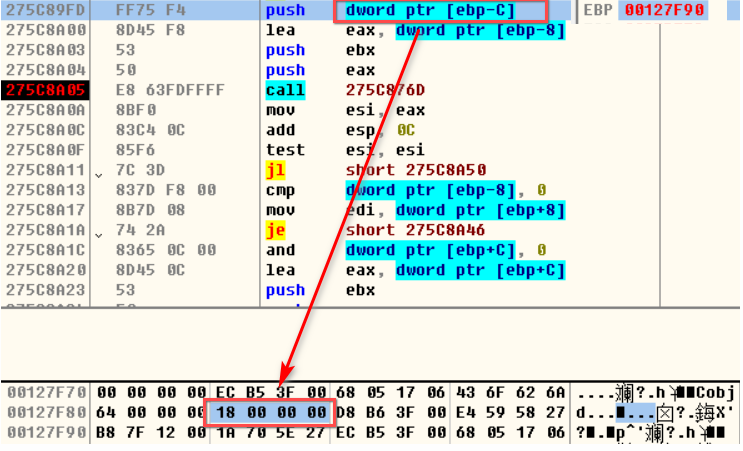 275C89FD FF75 F4 push dword ptr [ebp-C] EBP 00127F90
275C8A00 8D45 F8 lea eax, dword ptr [ebp-8]
275C8A03 53 push ebx
275C8A04 50 push eax
275C8A05 E8 63FDFFFF call 275C876D
275C8A0A 8BF0 mov esi, eax
275C8A0C 83C4 0C add esp, 0C
275C8A0F 85F6 test esi, esi
275C8A11 7C 3D jl short 275C8A50
275C8A13 837D F8 00 cmp dword ptr [ebp-8], 0
275C8A17 8B7D 08 mov edi, dword ptr [ebp+8]
275C8A1A 74 2A je short 275C8A46
275C8A1C 8365 0C 00 and dword ptr [ebp+C], 0
275C8A20 8D45 0C lea eax, dword ptr [ebp+C]
275C8A23 53 push ebx
00127F70 00 00 00 00 EC B5 3F 00 68 05 17 06 43 6F 62 6A ....澜?.h Cobj
00127F80 64 00 00 00 18 00 00 00 D8 B6 3F 00 E4 59 58 27 d... ...囟?.鋂X'
00127F90 B8 7F 12 00 1A 70 5E 27 EC B5 3F 00 68 05 17 06 ? . p^'澜?.h